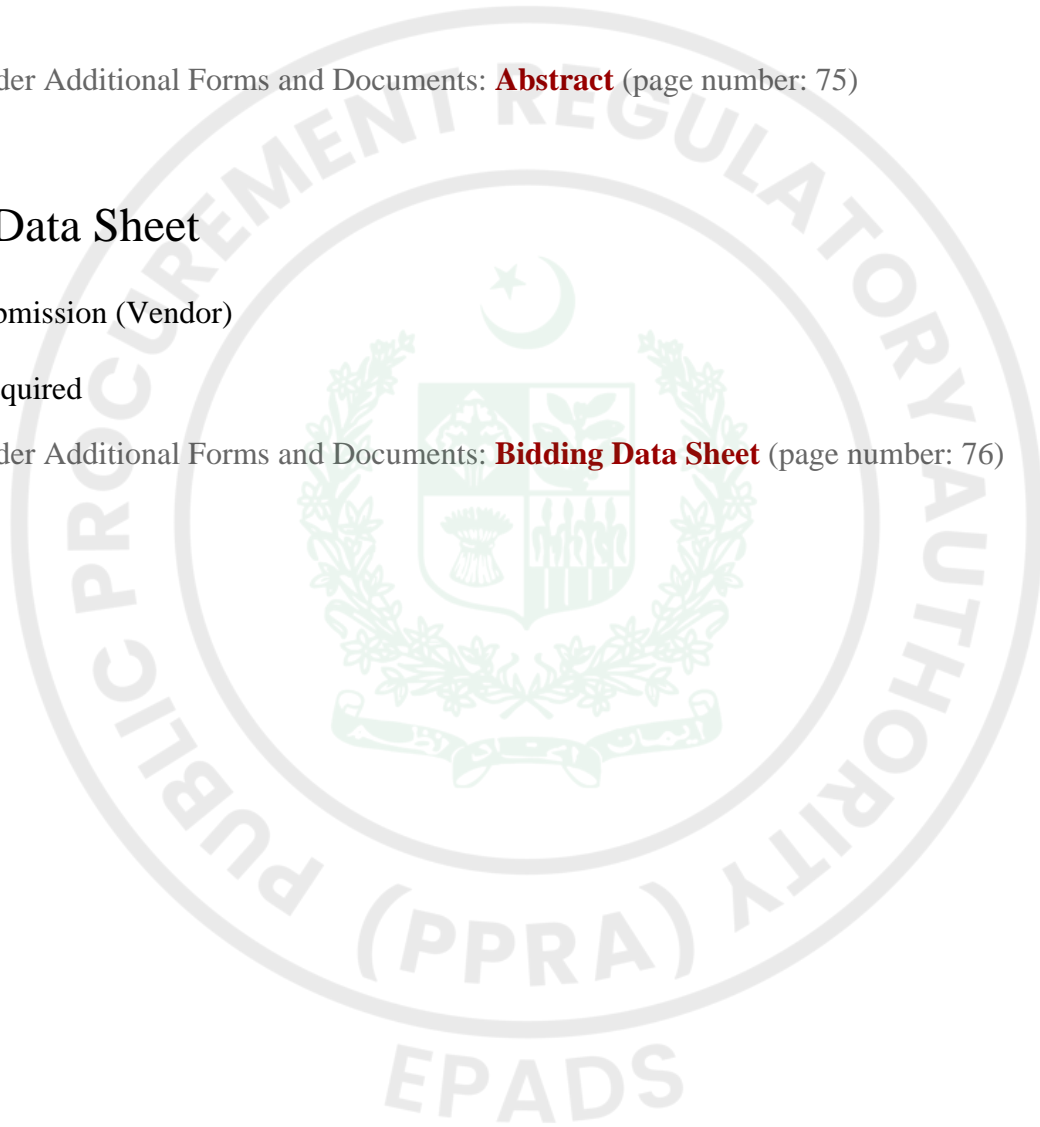 der Additional Forms and Documents: Abstract (page number: 75)
Data Sheet
bmission (Vendor)
quired
der Additional Forms and Documents: Bidding Data Sheet (page number: 76)
PUBLIC PROCUREMENT REGULATORY AUTHORITY
(PPRA)
EPADS